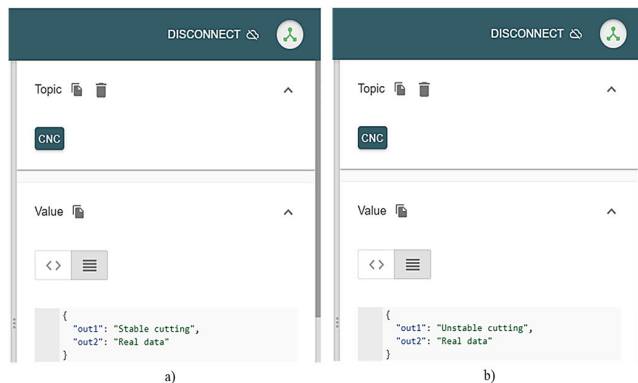 DISCONNECT
Topic
CNC
Value
<>
{
"out1": "Stable cutting",
"out2": "Real data"
}
a)
DISCONNECT
Topic
CNC
Value
<>
{
"out1": "Unstable cutting",
"out2": "Real data"
}
b)